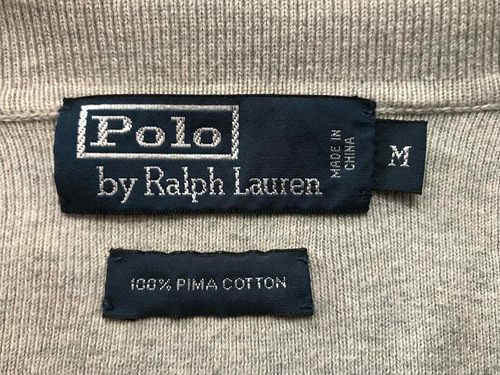 Polo
by Ralph Lauren
MADE IN
CHINA
M
100% PIMA COTTON